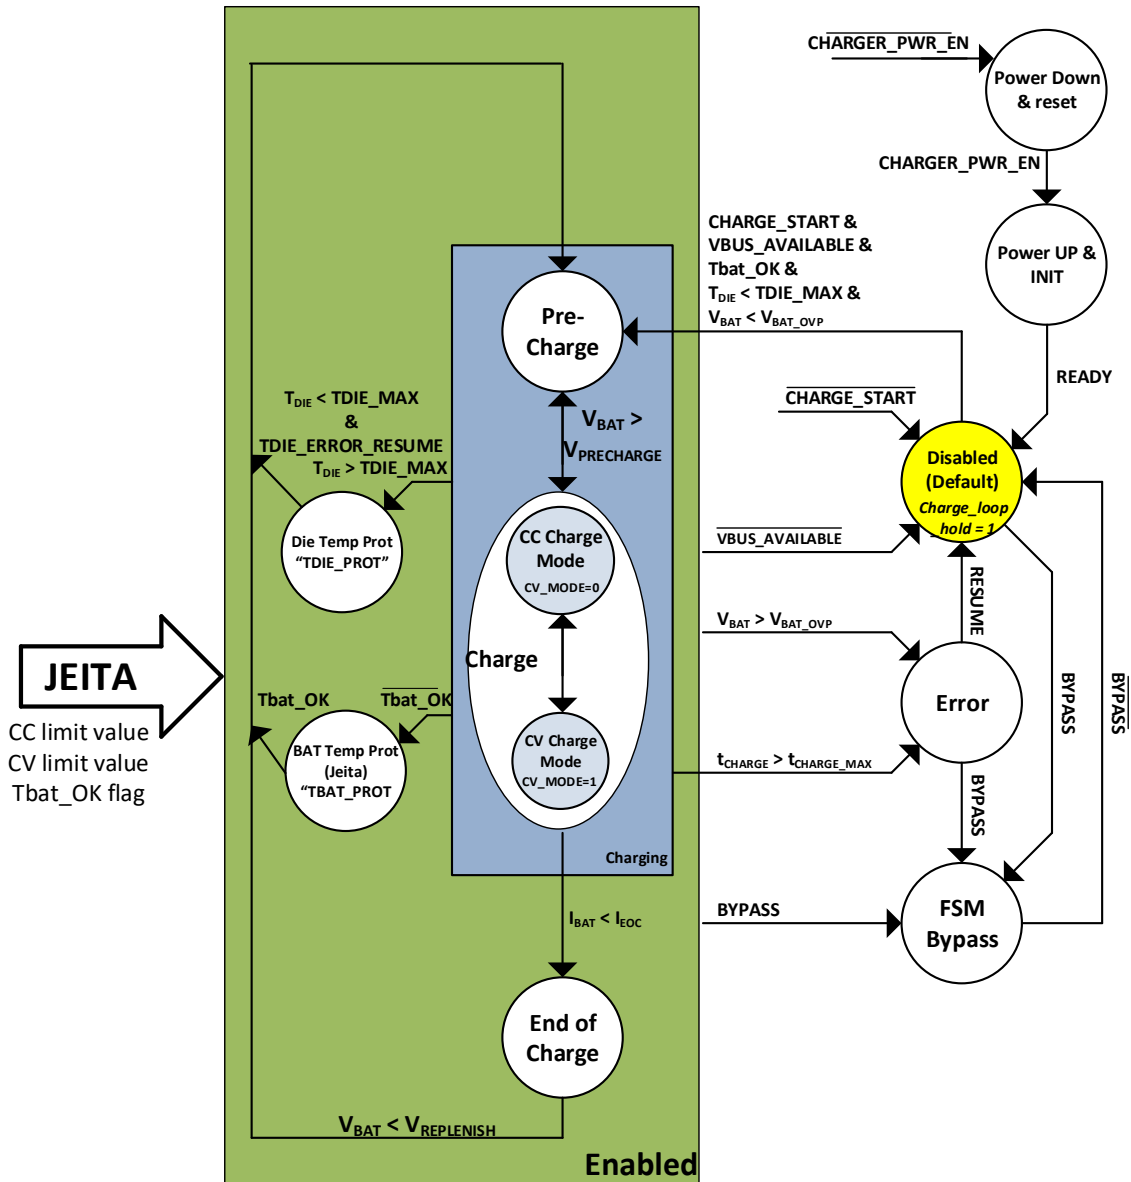 CHARGER_PWR_EN
Power Down
& reset
CHARGER_PWR_EN
Power UP &
INIT
READY
CHARGE_START &
VBUS_AVAILABLE &
Tbat_OK &
TDIE < TDIE_MAX &
VBAT < VBAT_OVP
CHARGE_START
Disabled
(Default)
Charge_loop
_hold = 1
VBUS_AVAILABLE
RESUME
VBAT > VBAT_OVP
Error
BYPASS
BYPASS
BYPASS
tCHARGE > tCHARGE_MAX
BYPASS
FSM
Bypass
Pre-
Charge
VBAT >
VPRECHARGE
TDIE < TDIE_MAX
&
TDIE_ERROR_RESUME
TDIE > TDIE_MAX
Die Temp Prot
“TDIE_PROT”
CC Charge
Mode
CV_MODE=0
Charge
CV Charge
Mode
CV_MODE=1
Tbat_OK
Tbat_OK
BAT Temp Prot
(Jeita)
“TBAT_PROT
Charging
JEITA
CC limit value
CV limit value
Tbat_OK flag
IBAT < IEOC
End of
Charge
VBAT < VREPLENISH
Enabled